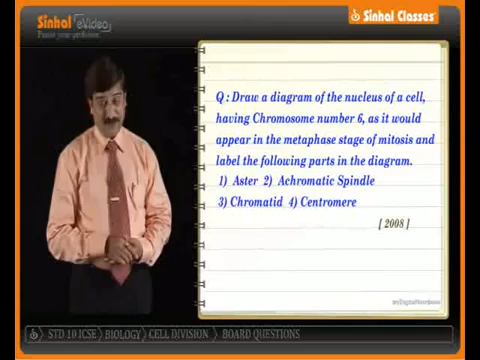 Sinhal eVideo
Sinhal Classes
Q : Draw a diagram of the nucleus of a cell,
having Chromosome number 6, as it would
appear in the metaphase stage of mitosis and
label the following parts in the diagram.
1) Aster 2) Achromatic Spindle
3) Chromatid 4) Centromere
[ 2008 ]
STD 10 ICSE BIOLOGY CELL DIVISION BOARD QUESTIONS